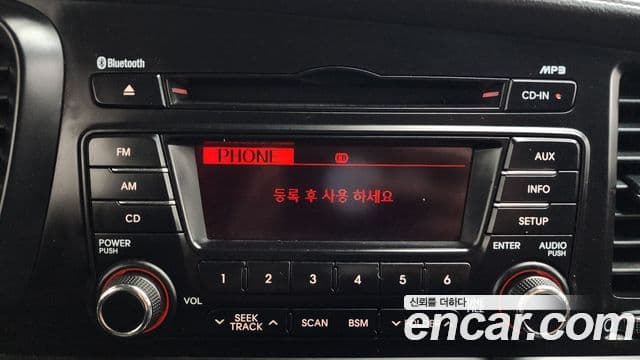 Bluetooth
MP3
CD-IN
FM
AM
CD
PHONE
CD
등록 후 사용 하세요
AUX
INFO
SETUP
POWER
PUSH
ENTER
AUDIO
PUSH
1 2 3 4 5 6
VOL
SEEK
TRACK
SCAN
BSM
신뢰를 더하다
encar.com